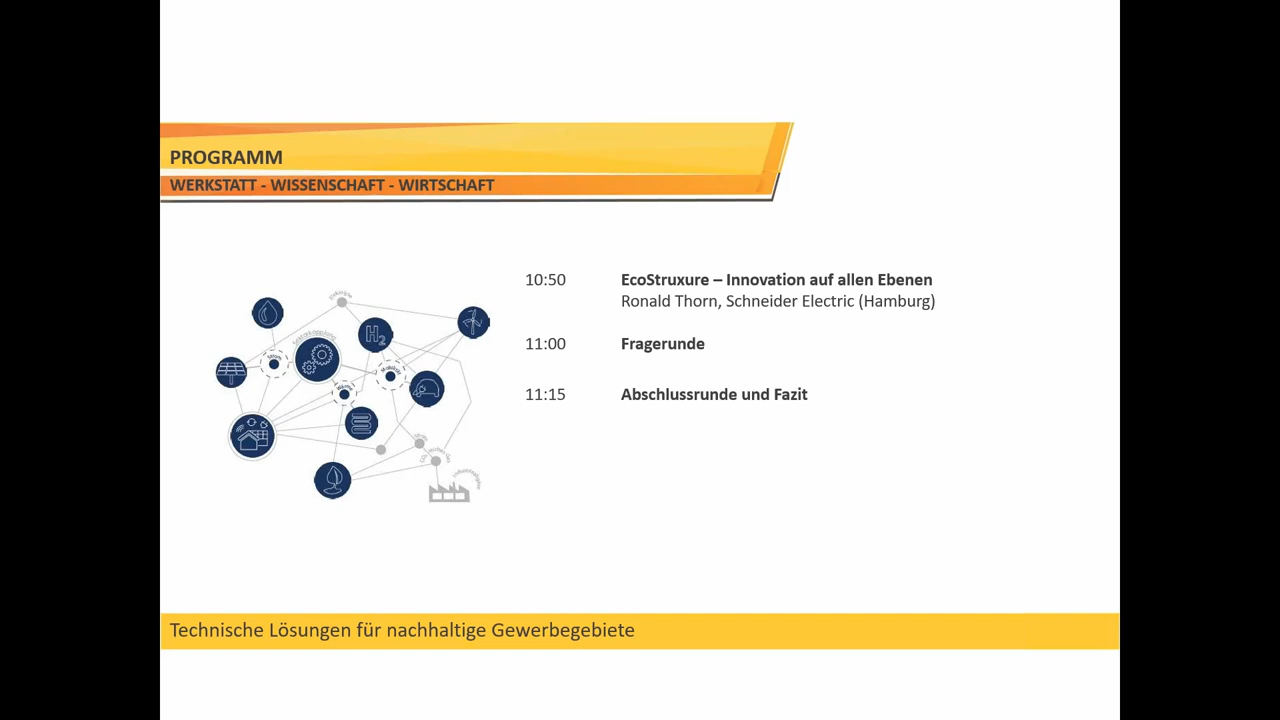 PROGRAMM
WERKSTATT - WISSENSCHAFT - WIRTSCHAFT
10:50 EcoStruxure – Innovation auf allen Ebenen
Ronald Thorn, Schneider Electric (Hamburg)
11:00 Fragerunde
11:15 Abschlussrunde und Fazit
H2
Technische Lösungen für nachhaltige Gewerbegebiete